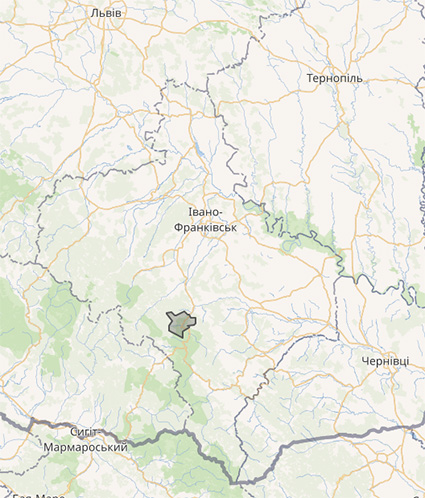 Львів
Тернопіль
Івано-
Франківськ
Чернівці
Сигіт-
Мармароський